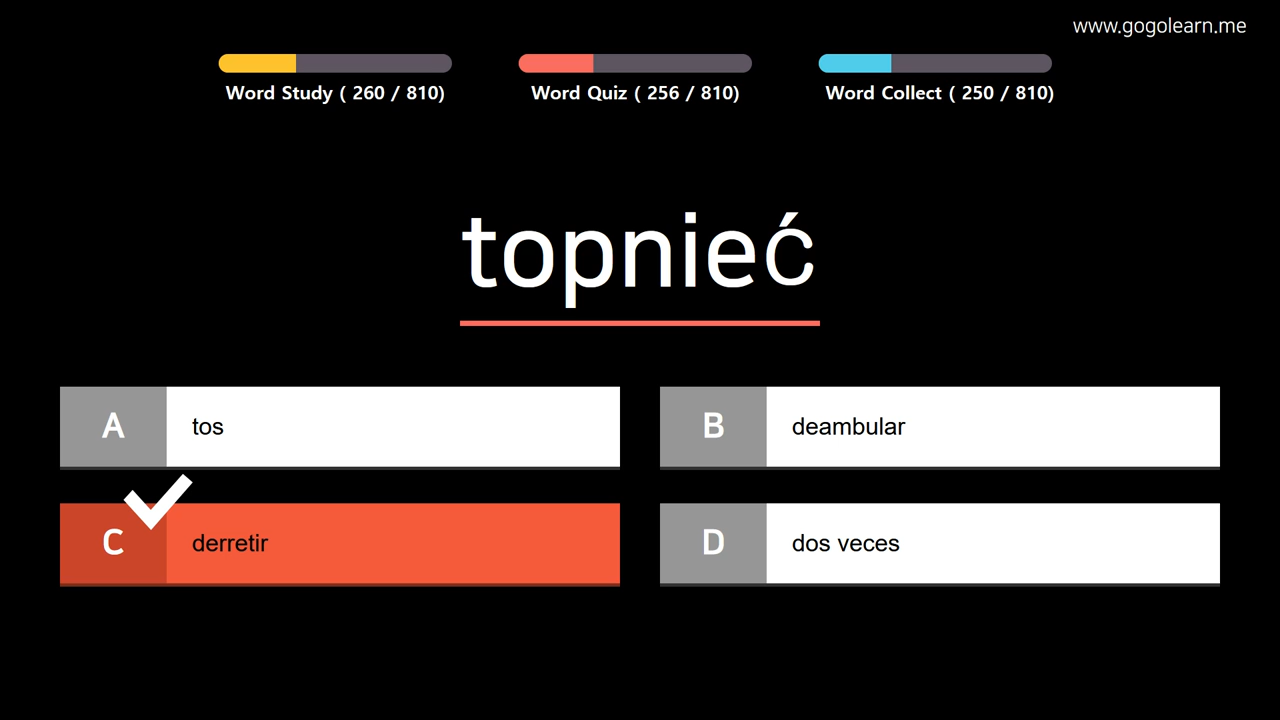 www.gogolearn.me
Word Study ( 260 / 810)
Word Quiz ( 256 / 810)
Word Collect ( 250 / 810)
topnieć
A tos
B deambular
C derretir
D dos veces